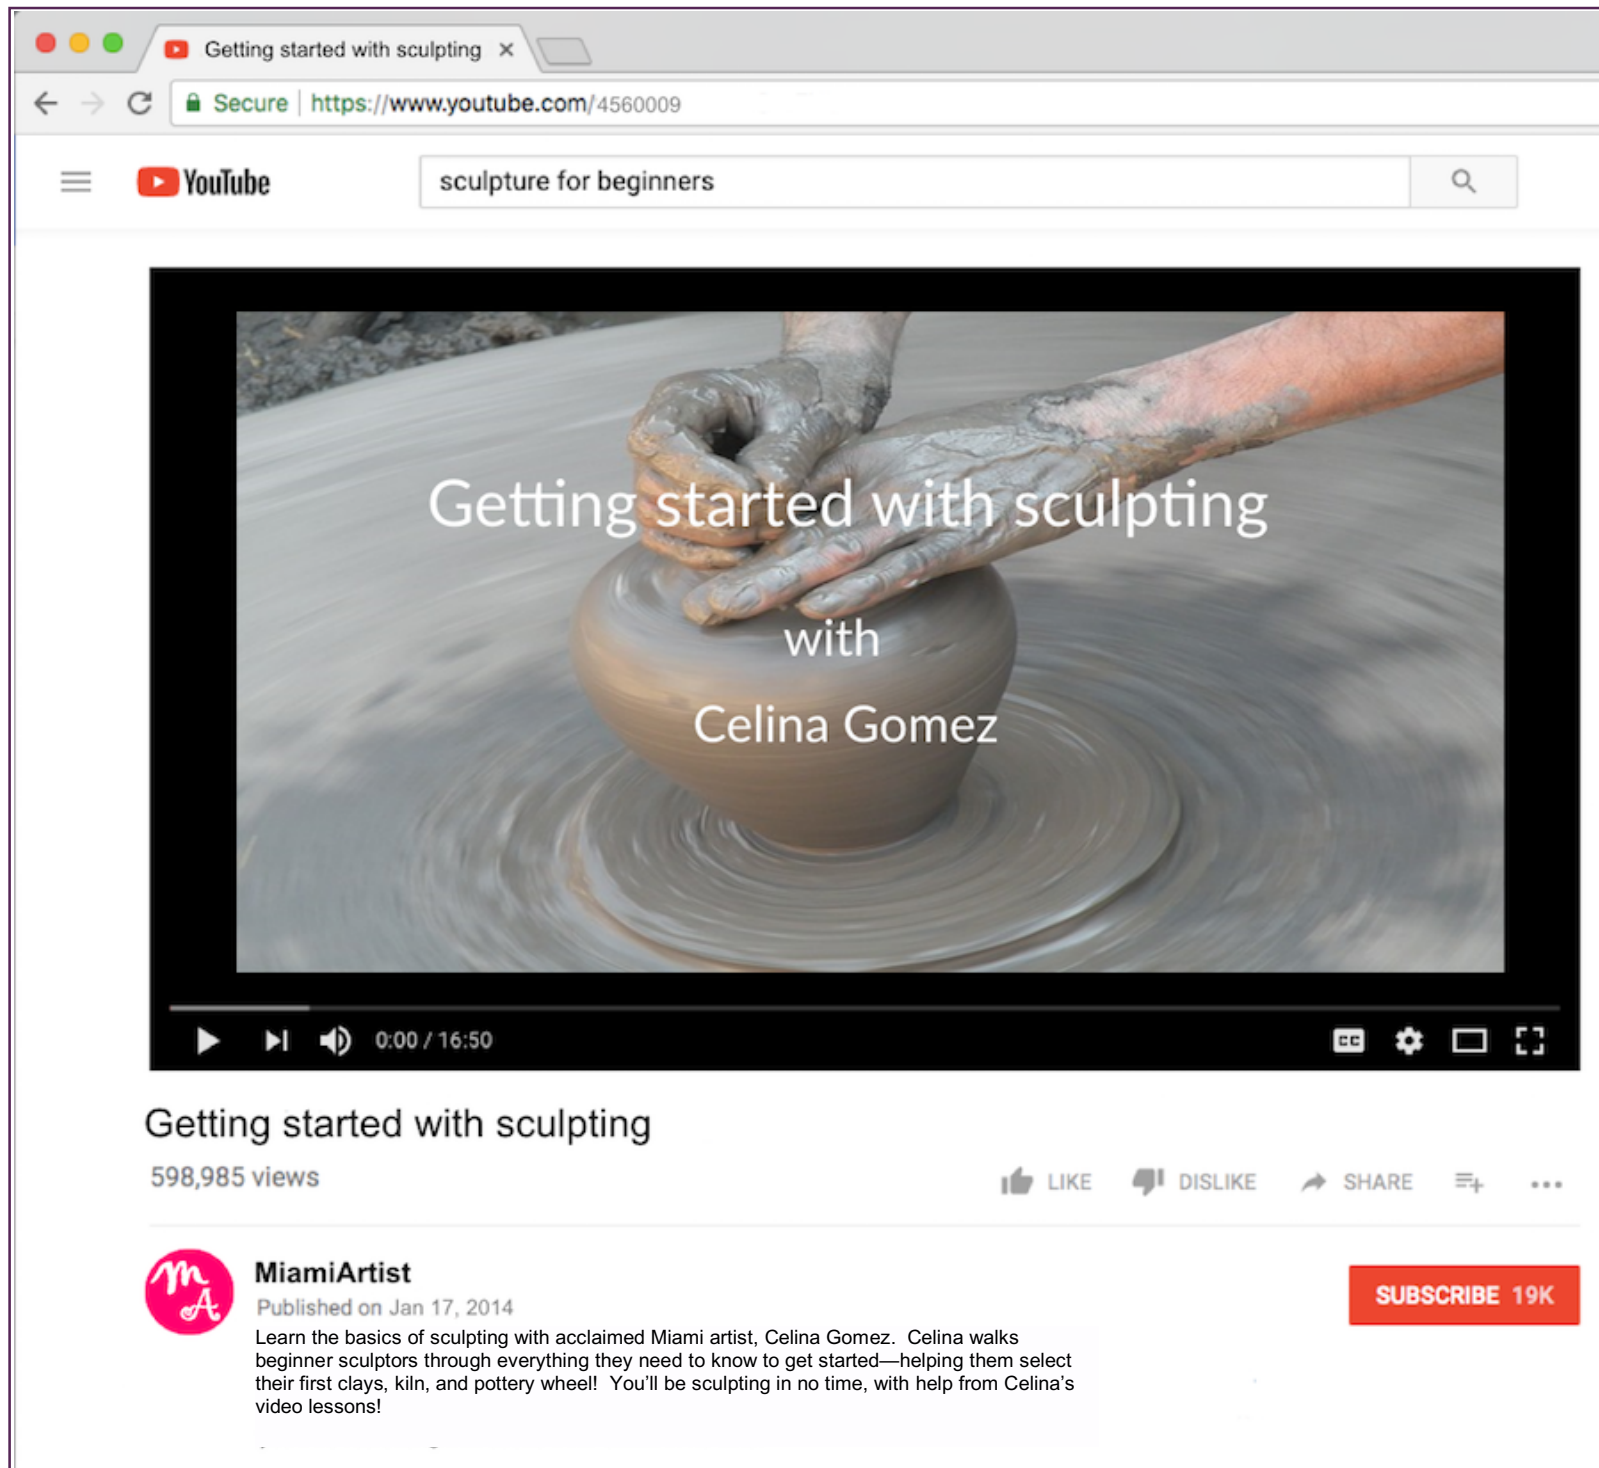 Getting started with sculpting
Secure https://www.youtube.com/4560009
YouTube
sculpture for beginners
Getting started with sculpting
with
Celina Gomez
0:00 / 16:50
CC
Getting started with sculpting
598,985 views
LIKE DISLIKE SHARE
MA
MiamiArtist
Published on Jan 17, 2014
SUBSCRIBE 19K
Learn the basics of sculpting with acclaimed Miami artist, Celina Gomez.  Celina walks
beginner sculptors through everything they need to know to get started—helping them select
their first clays, kiln, and pottery wheel!  You’ll be sculpting in no time, with help from Celina’s
video lessons!